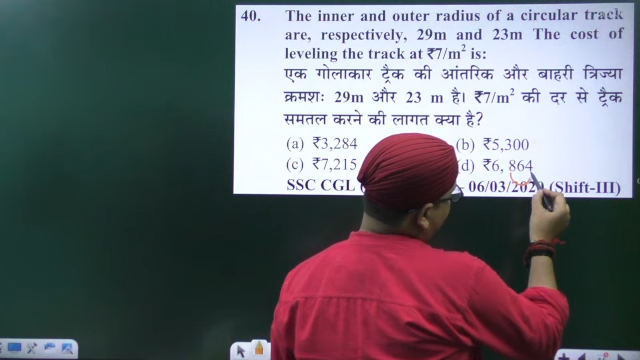 40. The inner and outer radius of a circular track
are, respectively, 29m and 23m The cost of
leveling the track at ₹7/m² is:
एक गोलाकार ट्रैक की आंतरिक और बाहरी त्रिज्या
क्रमशः 29m और 23 m है। ₹7/m² की दर से ट्रैक
समतल करने की लागत क्या है?
(a) ₹3,284 (b) ₹5,300
(c) ₹7,215 (d) ₹6, 864
SSC CGL 06/03/2020 (Shift-III)